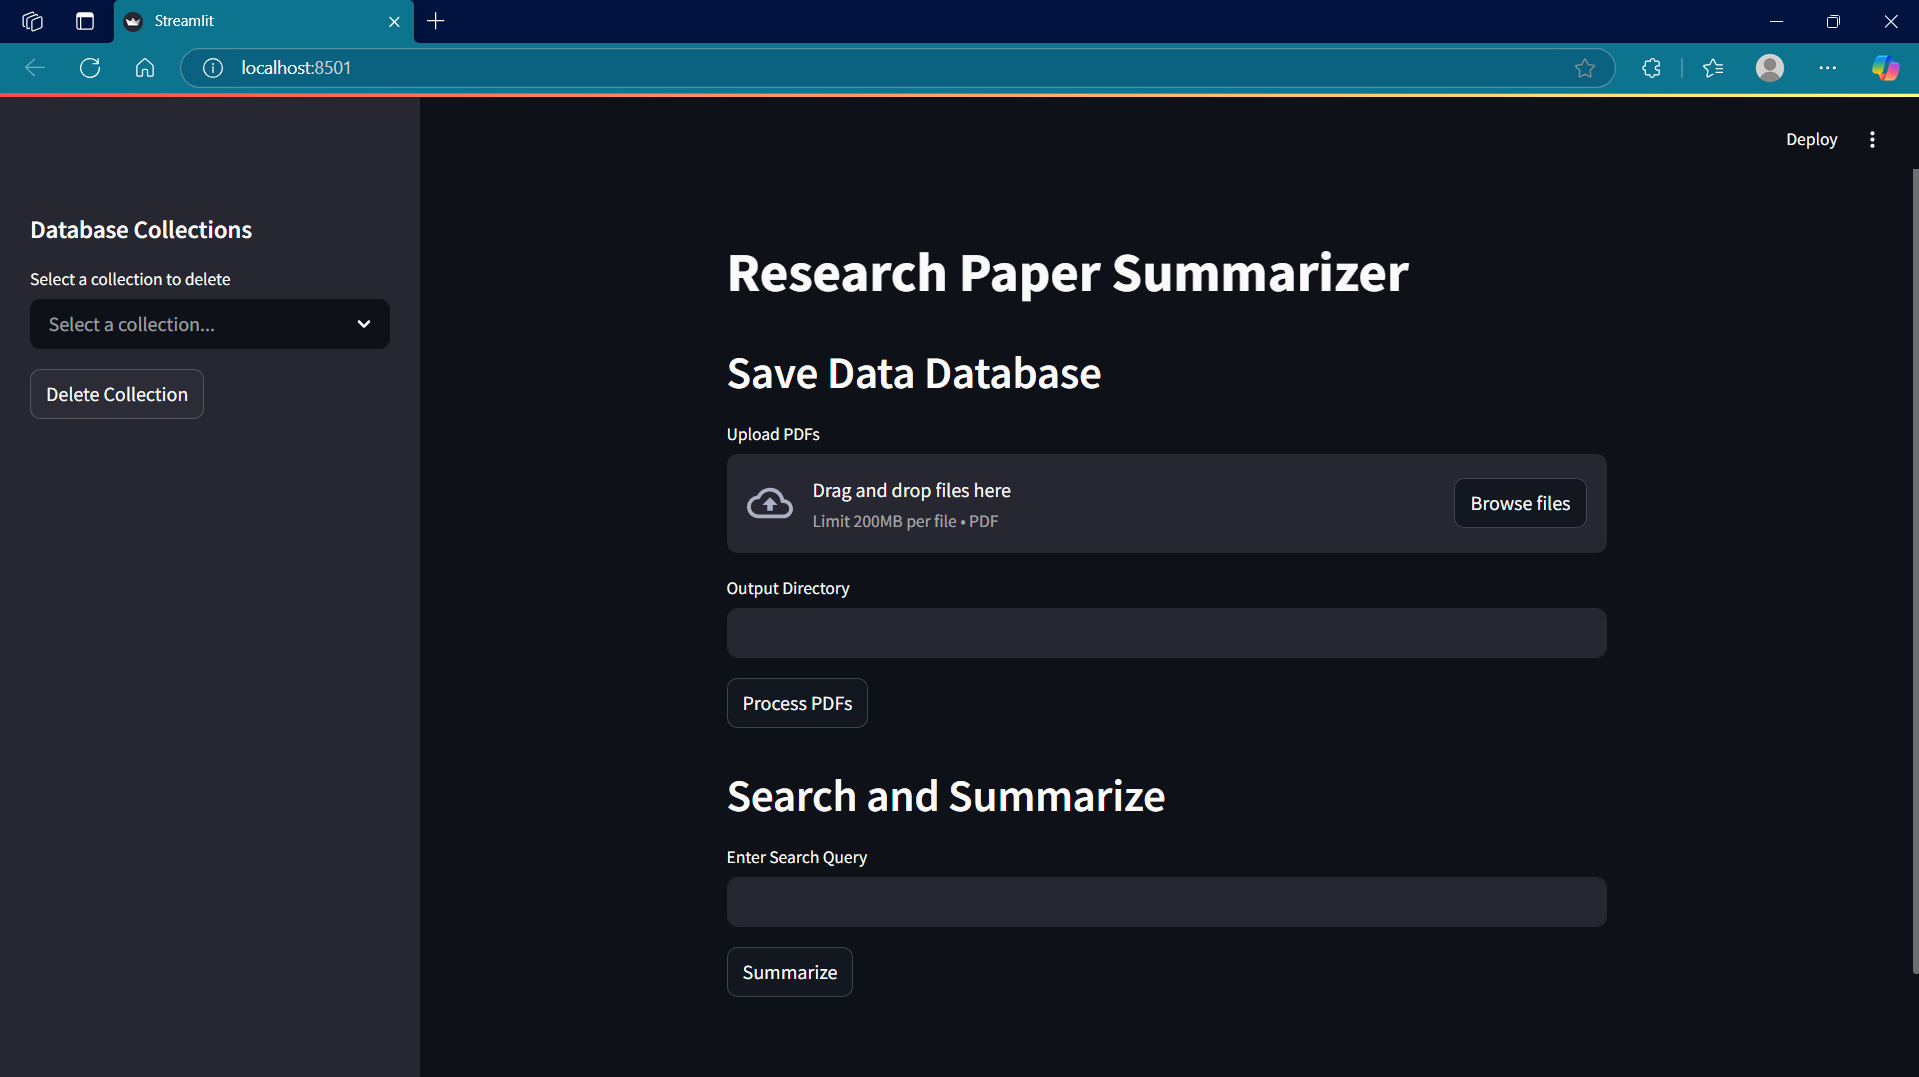 Streamlit
localhost:8501
Deploy
Database Collections
Select a collection to delete
Select a collection...
Delete Collection
Research Paper Summarizer
Save Data Database
Upload PDFs
Drag and drop files here
Limit 200MB per file • PDF
Browse files
Output Directory
Process PDFs
Search and Summarize
Enter Search Query
Summarize